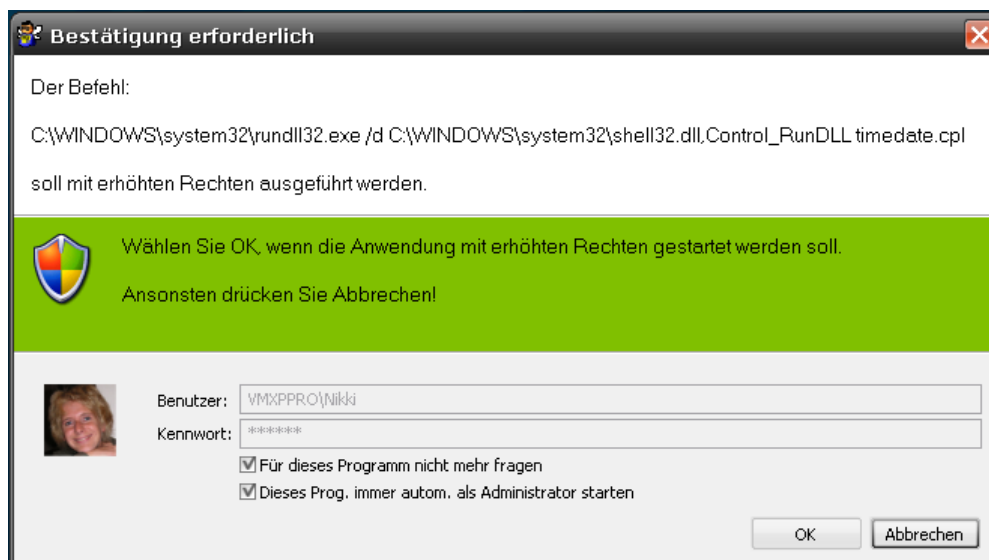 Bestätigung erforderlich
Der Befehl:
C:\WINDOWS\system32\rundll32.exe /d C:\WINDOWS\system32\shell32.dll,Control_RunDLL timedate.cpl
soll mit erhöhten Rechten ausgeführt werden.
Wählen Sie OK, wenn die Anwendung mit erhöhten Rechten gestartet werden soll.
Ansonsten drücken Sie Abbrechen!
Benutzer: VMXPPRO\Nikki
Kennwort: ******
Für dieses Programm nicht mehr fragen
Dieses Prog. immer autom. als Administrator starten
OK Abbrechen